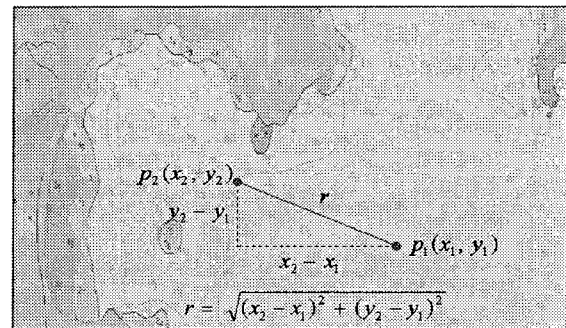 p₂(x₂, y₂)
r
y₂ − y₁
p₁(x₁, y₁)
x₂ − x₁
r = √(x₂ − x₁)² + (y₂ − y₁)²